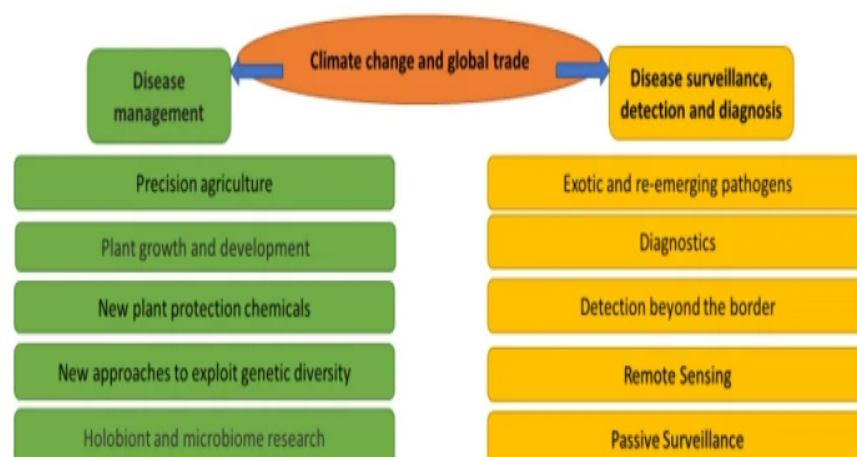 Climate change and global trade
Disease
management
Disease surveillance,
detection and diagnosis
Precision agriculture
Plant growth and development
New plant protection chemicals
New approaches to exploit genetic diversity
Holobiont and microbiome research
Exotic and re-emerging pathogens
Diagnostics
Detection beyond the border
Remote Sensing
Passive Surveillance